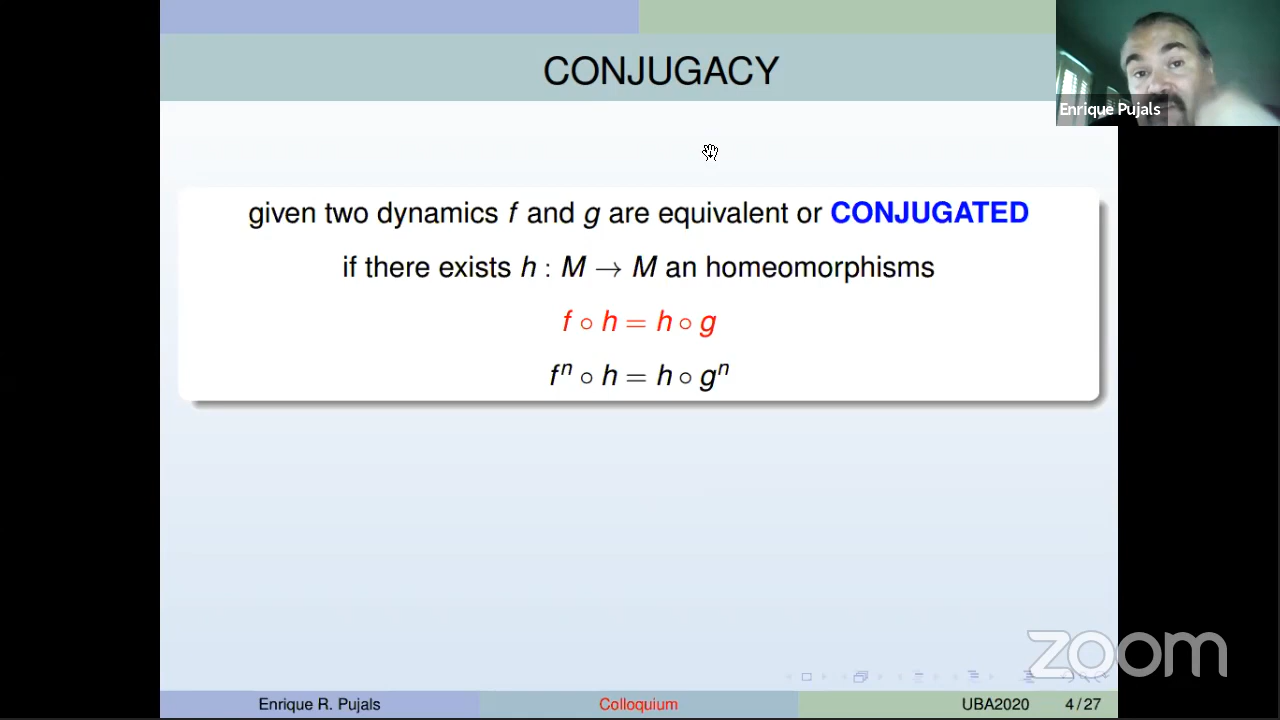 CONJUGACY
Enrique Pujals
given two dynamics f and g are equivalent or CONJUGATED
if there exists h : M → M an homeomorphisms
f ∘ h = h ∘ g
fⁿ ∘ h = h ∘ gⁿ
zoom
Enrique R. Pujals
Colloquium
UBA2020
4 / 27